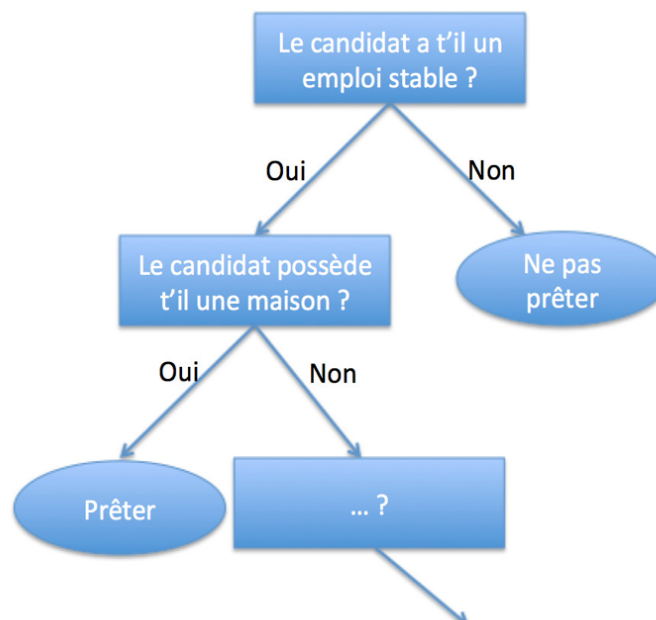 Le candidat a t'il un
emploi stable ?
Oui
Non
Le candidat possède
t'il une maison ?
Ne pas
prêter
Oui
Non
Prêter
... ?